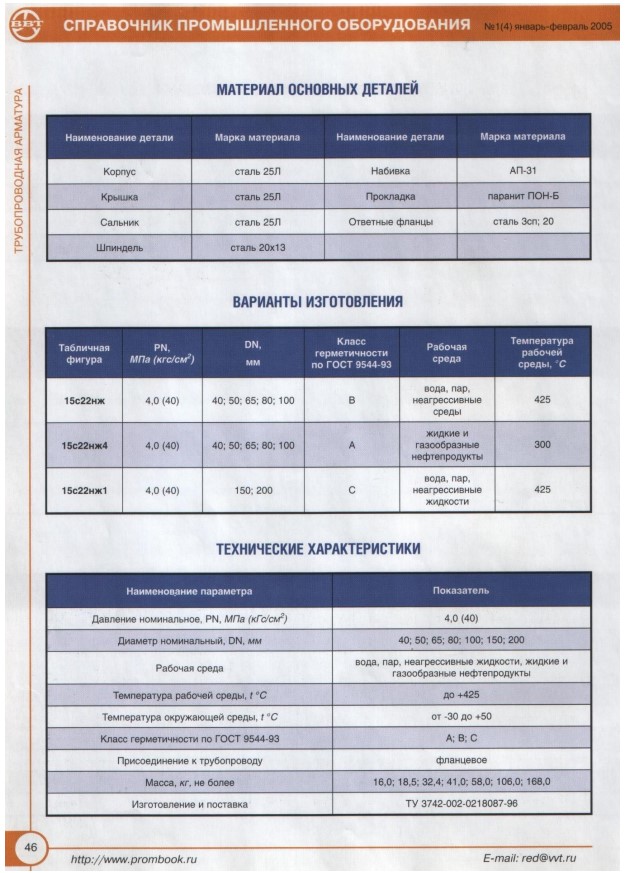 ВВТ
СПРАВОЧНИК ПРОМЫШЛЕННОГО ОБОРУДОВАНИЯ №1(4) январь-февраль 2005
ТРУБОПРОВОДНАЯ АРМАТУРА
МАТЕРИАЛ ОСНОВНЫХ ДЕТАЛЕЙ
Наименование детали Марка материала Наименование детали Марка материала
Корпус сталь 25Л Набивка АП-31
Крышка сталь 25Л Прокладка паранит ПОН-Б
Сальник сталь 25Л Ответные фланцы сталь 3сп; 20
Шпиндель сталь 20х13
ВАРИАНТЫ ИЗГОТОВЛЕНИЯ
Табличная фигура PN, МПа (кгс/см²) DN, мм Класс герметичности по ГОСТ 9544-93 Рабочая среда Температура рабочей среды, °С
15с22нж 4,0 (40) 40; 50; 65; 80; 100 В вода, пар, неагрессивные среды 425
15с22нж4 4,0 (40) 40; 50; 65; 80; 100 А жидкие и газообразные нефтепродукты 300
15с22нж1 4,0 (40) 150; 200 С вода, пар, неагрессивные жидкости 425
ТЕХНИЧЕСКИЕ ХАРАКТЕРИСТИКИ
Наименование параметра Показатель
Давление номинальное, PN, МПа (кГс/см²) 4,0 (40)
Диаметр номинальный, DN, мм 40; 50; 65; 80; 100; 150; 200
Рабочая среда вода, пар, неагрессивные жидкости, жидкие и газообразные нефтепродукты
Температура рабочей среды, t °С до +425
Температура окружающей среды, t °С от -30 до +50
Класс герметичности по ГОСТ 9544-93 А; В; С
Присоединение к трубопроводу фланцевое
Масса, кг, не более 16,0; 18,5; 32,4; 41,0; 58,0; 106,0; 168,0
Изготовление и поставка ТУ 3742-002-0218087-96
46
http://www.prombook.ru
E-mail: red@vvt.ru